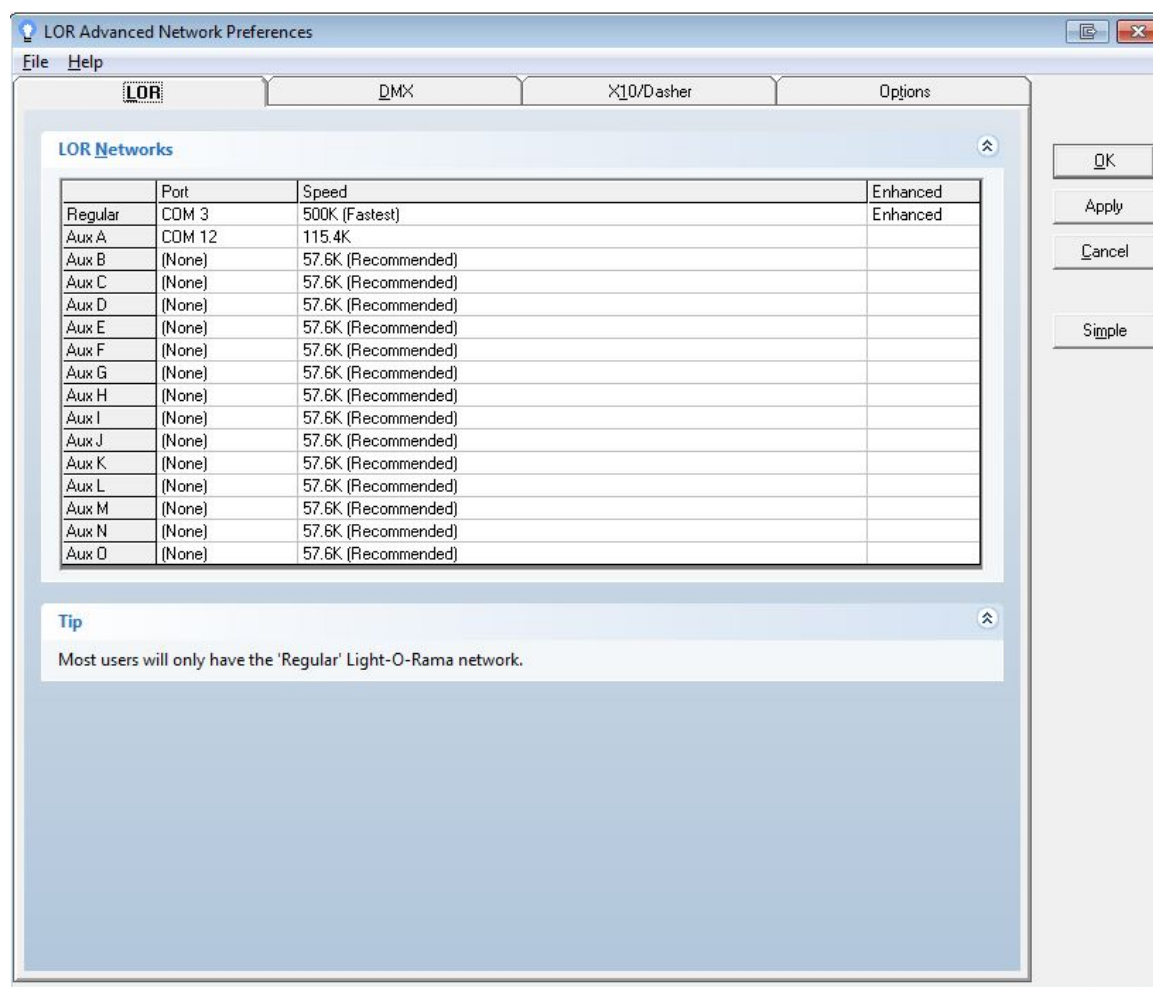 LOR Advanced Network Preferences
File Help
LOR DMX X10/Dasher Options
LOR Networks
OK
Apply
Cancel
Simple
Port Speed Enhanced
Regular COM 3 500K (Fastest) Enhanced
Aux A COM 12 115.4K
Aux B (None) 57.6K (Recommended)
Aux C (None) 57.6K (Recommended)
Aux D (None) 57.6K (Recommended)
Aux E (None) 57.6K (Recommended)
Aux F (None) 57.6K (Recommended)
Aux G (None) 57.6K (Recommended)
Aux H (None) 57.6K (Recommended)
Aux I (None) 57.6K (Recommended)
Aux J (None) 57.6K (Recommended)
Aux K (None) 57.6K (Recommended)
Aux L (None) 57.6K (Recommended)
Aux M (None) 57.6K (Recommended)
Aux N (None) 57.6K (Recommended)
Aux O (None) 57.6K (Recommended)
Tip
Most users will only have the 'Regular' Light-O-Rama network.